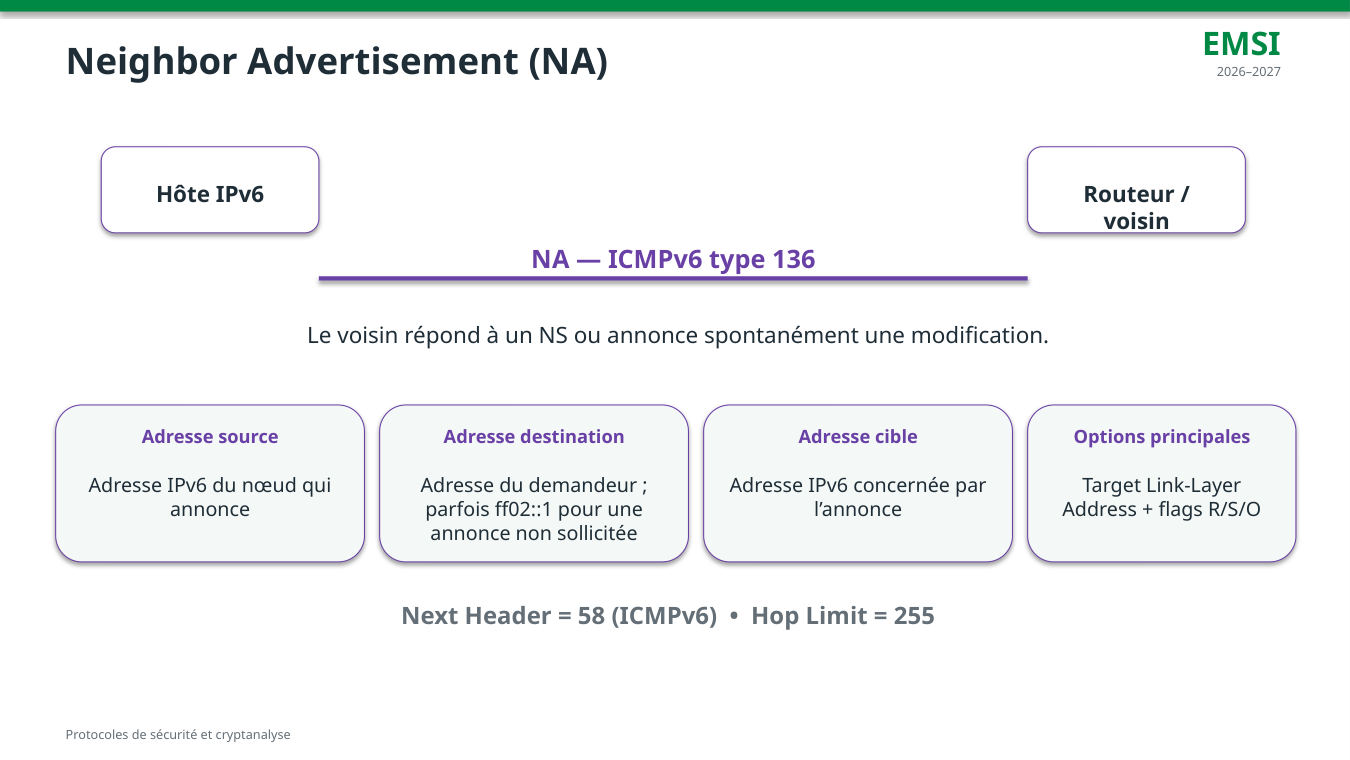 Neighbor Advertisement (NA)
EMSI
2026–2027
Hôte IPv6
Routeur /
voisin
NA — ICMPv6 type 136
Le voisin répond à un NS ou annonce spontanément une modification.
Adresse source
Adresse IPv6 du nœud qui
annonce
Adresse destination
Adresse du demandeur ;
parfois ff02::1 pour une
annonce non sollicitée
Adresse cible
Adresse IPv6 concernée par
l’annonce
Options principales
Target Link-Layer
Address + flags R/S/O
Next Header = 58 (ICMPv6) • Hop Limit = 255
Protocoles de sécurité et cryptanalyse